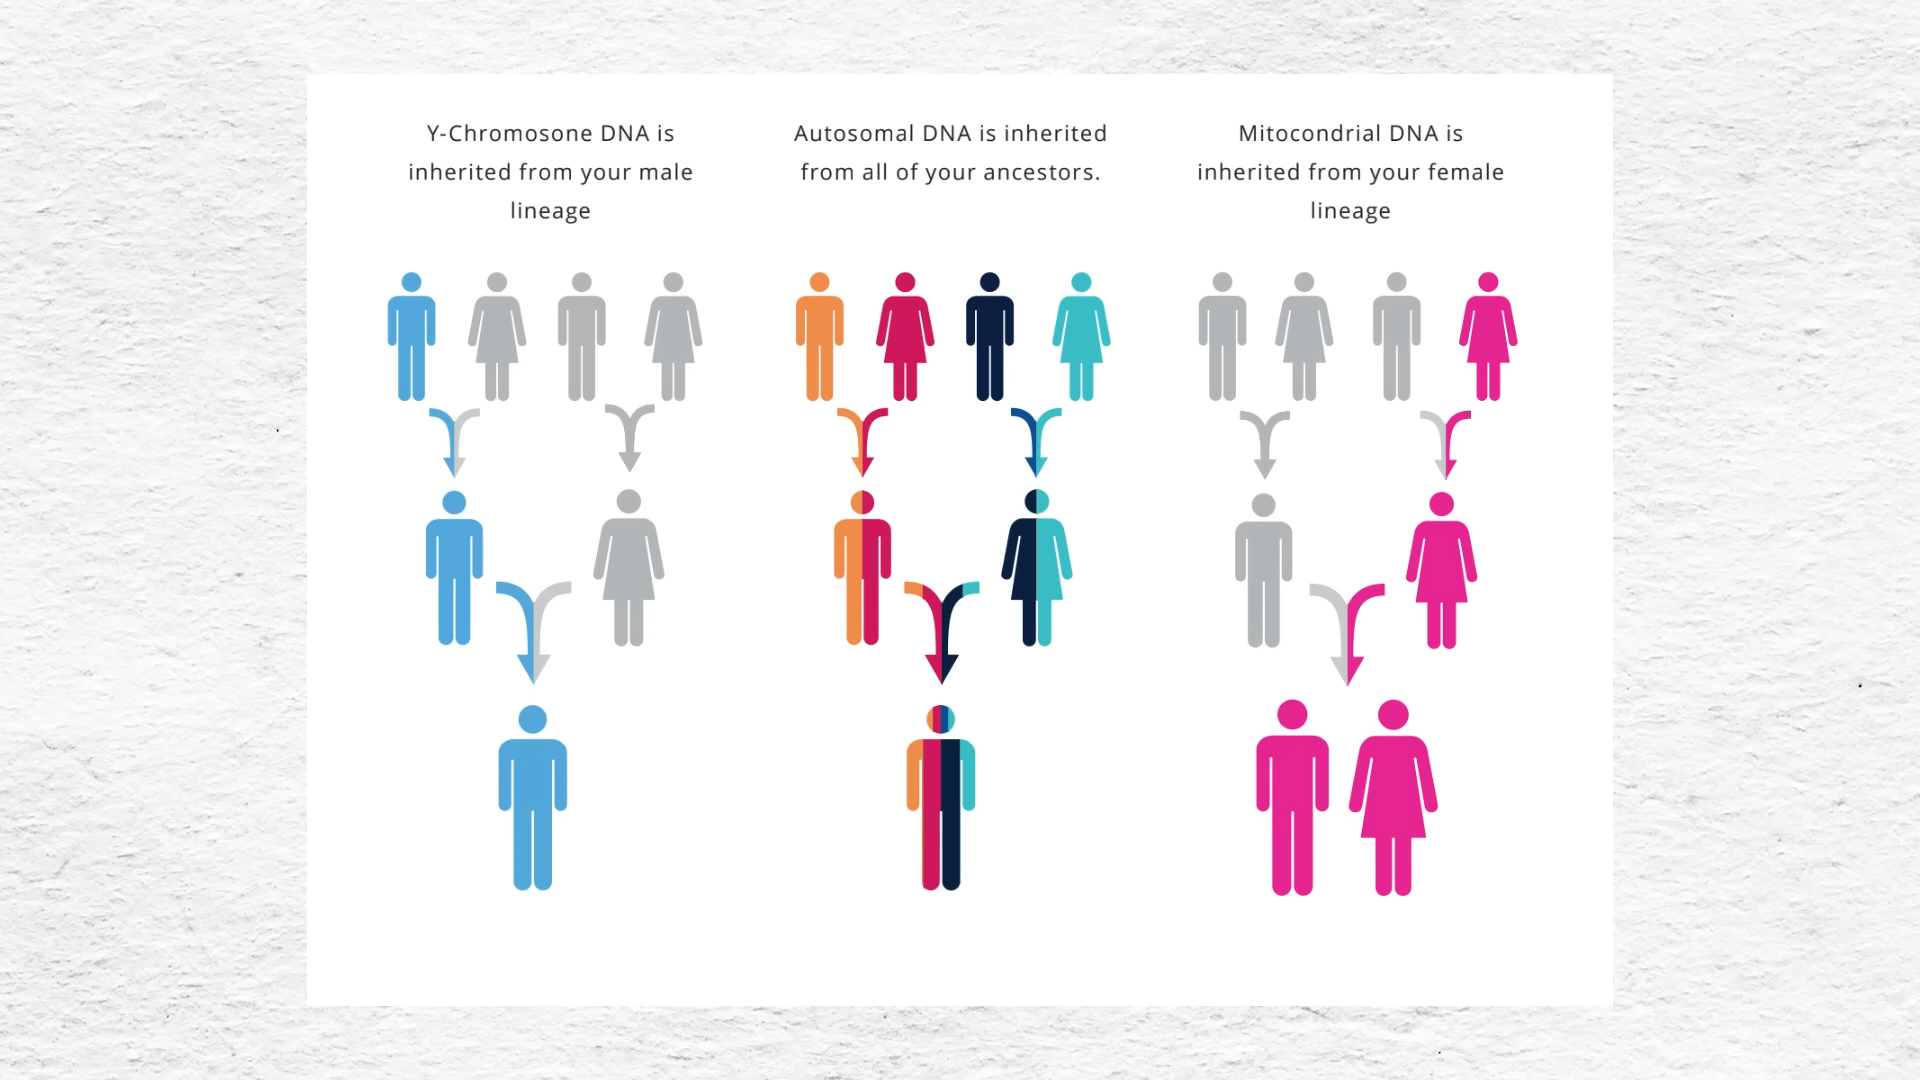 Y-Chromosone DNA is
inherited from your male
lineage
Autosomal DNA is inherited
from all of your ancestors.
Mitocondrial DNA is
inherited from your female
lineage